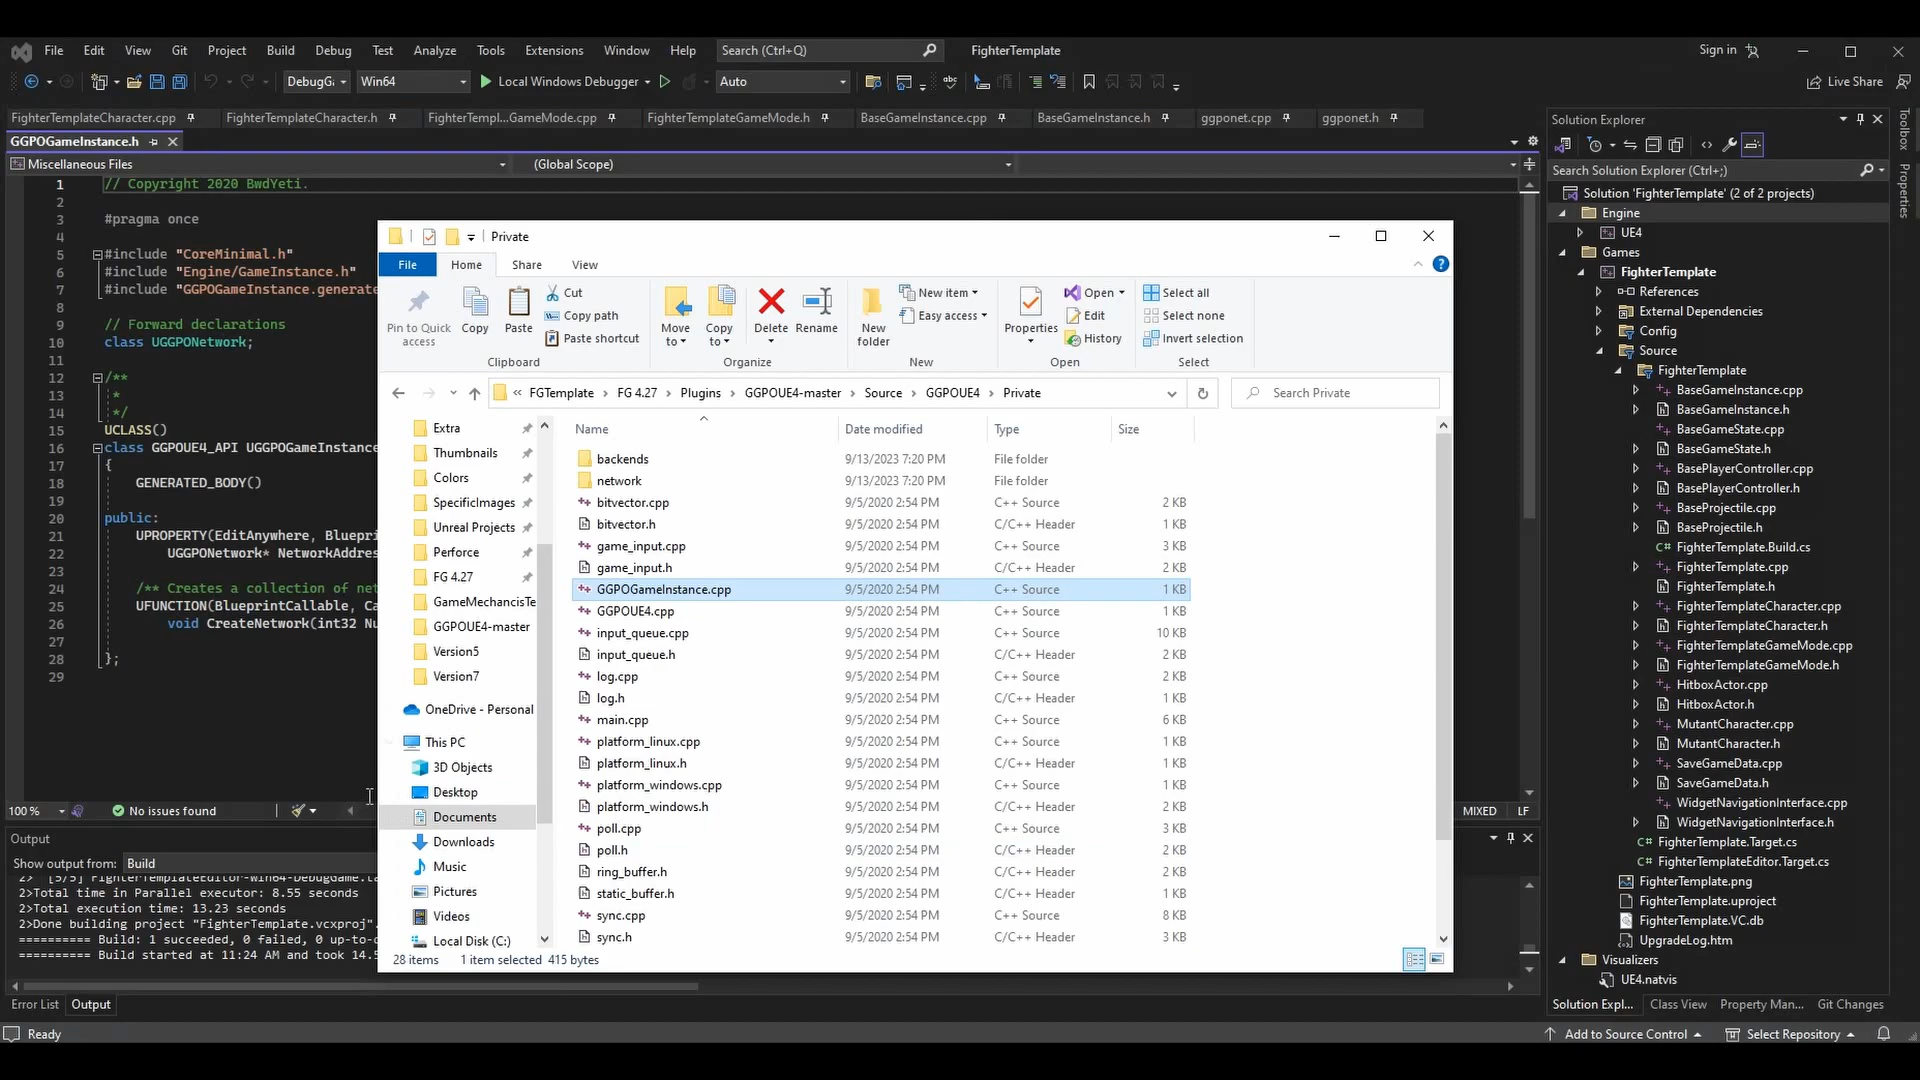 File Edit View Git Project Build Debug Test Analyze Tools Extensions Window Help Search (Ctrl+Q) FighterTemplate Sign in
Win64 Local Windows Debugger Auto Live Share
FighterTemplateCharacter.cpp FighterTemplateCharacter.h FighterTempl...GameMode.cpp FighterTemplateGameMode.h BaseGameInstance.cpp BaseGameInstance.h ggponet.cpp ggponet.h
GGPOGameInstance.h
Miscellaneous Files (Global Scope)
1 // Copyright 2020 BwdYeti.
2
3 #pragma once
4
5 #include "CoreMinimal.h"
6 #include "Engine/GameInstance.h"
7 #include "GGPOGameInstance.generate
8
9 // Forward declarations
10 class UGGPONetwork;
11
12 /**
13 *
14 */
15 UCLASS()
16 class GGPOUE4_API UGGPOGameInstance
17 {
18 GENERATED_BODY()
19
20 public:
21 UPROPERTY(EditAnywhere, Bluepri
22 UGGPONetwork* NetworkAddres
23
24 /** Creates a collection of net
25 UFUNCTION(BlueprintCallable, Ca
26 void CreateNetwork(int32 Nu
27
28 };
29
100 % No issues found MIXED LF
Output
Show output from: Build
2>Total time in Parallel executor: 8.55 seconds
2>Total execution time: 13.23 seconds
2>Done building project "FighterTemplate.vcxproj".
========== Build: 1 succeeded, 0 failed, 0 up-to-d
========== Build started at 11:24 AM and took 14.5
Error List Output
Ready
Add to Source Control Select Repository
Private
File Home Share View
Pin to Quick access Copy Paste Cut Copy path Paste shortcut
Move to Copy to Delete Rename New folder New item Easy access
Properties Open Edit History Select all Select none Invert selection
Clipboard Organize New Open Select
« FGTemplate FG 4.27 Plugins GGPOUE4-master Source GGPOUE4 Private Search Private
Extra
Thumbnails
Colors
SpecificImages
Unreal Projects
Perforce
FG 4.27
GameMechancisTe
GGPOUE4-master
Version5
Version7
OneDrive - Personal
This PC
3D Objects
Desktop
Documents
Downloads
Music
Pictures
Videos
Local Disk (C:)
Name Date modified Type Size
backends 9/13/2023 7:20 PM File folder
network 9/13/2023 7:20 PM File folder
bitvector.cpp 9/5/2020 2:54 PM C++ Source 2 KB
bitvector.h 9/5/2020 2:54 PM C/C++ Header 1 KB
game_input.cpp 9/5/2020 2:54 PM C++ Source 3 KB
game_input.h 9/5/2020 2:54 PM C/C++ Header 2 KB
GGPOGameInstance.cpp 9/5/2020 2:54 PM C++ Source 1 KB
GGPOUE4.cpp 9/5/2020 2:54 PM C++ Source 1 KB
input_queue.cpp 9/5/2020 2:54 PM C++ Source 10 KB
input_queue.h 9/5/2020 2:54 PM C/C++ Header 2 KB
log.cpp 9/5/2020 2:54 PM C++ Source 2 KB
log.h 9/5/2020 2:54 PM C/C++ Header 1 KB
main.cpp 9/5/2020 2:54 PM C++ Source 6 KB
platform_linux.cpp 9/5/2020 2:54 PM C++ Source 1 KB
platform_linux.h 9/5/2020 2:54 PM C/C++ Header 1 KB
platform_windows.cpp 9/5/2020 2:54 PM C++ Source 1 KB
platform_windows.h 9/5/2020 2:54 PM C/C++ Header 2 KB
poll.cpp 9/5/2020 2:54 PM C++ Source 3 KB
poll.h 9/5/2020 2:54 PM C/C++ Header 2 KB
ring_buffer.h 9/5/2020 2:54 PM C/C++ Header 1 KB
static_buffer.h 9/5/2020 2:54 PM C/C++ Header 1 KB
sync.cpp 9/5/2020 2:54 PM C++ Source 8 KB
sync.h 9/5/2020 2:54 PM C/C++ Header 3 KB
28 items 1 item selected 415 bytes
Solution Explorer
Search Solution Explorer (Ctrl+;)
Solution 'FighterTemplate' (2 of 2 projects)
Engine
UE4
Games
FighterTemplate
References
External Dependencies
Config
Source
FighterTemplate
BaseGameInstance.cpp
BaseGameInstance.h
BaseGameState.cpp
BaseGameState.h
BasePlayerController.cpp
BasePlayerController.h
BaseProjectile.cpp
BaseProjectile.h
C# FighterTemplate.Build.cs
FighterTemplate.cpp
FighterTemplate.h
FighterTemplateCharacter.cpp
FighterTemplateCharacter.h
FighterTemplateGameMode.cpp
FighterTemplateGameMode.h
HitboxActor.cpp
HitboxActor.h
MutantCharacter.cpp
MutantCharacter.h
SaveGameData.cpp
SaveGameData.h
WidgetNavigationInterface.cpp
WidgetNavigationInterface.h
C# FighterTemplate.Target.cs
C# FighterTemplateEditor.Target.cs
FighterTemplate.png
FighterTemplate.uproject
FighterTemplate.VC.db
UpgradeLog.htm
Visualizers
UE4.natvis
Solution Expl... Class View Property Man... Git Changes
Toolbox
Properties